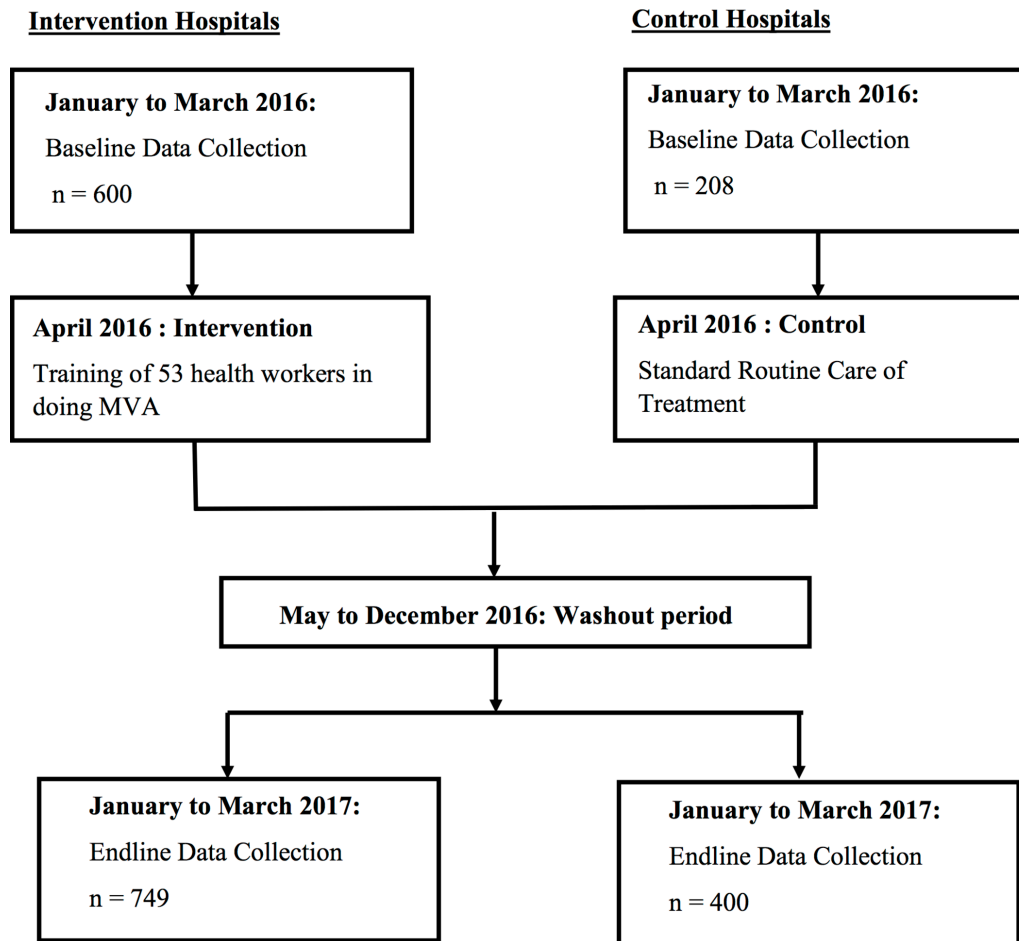 Intervention Hospitals
Control Hospitals
January to March 2016:
Baseline Data Collection
n = 600
January to March 2016:
Baseline Data Collection
n = 208
April 2016 : Intervention
Training of 53 health workers in
doing MVA
April 2016 : Control
Standard Routine Care of
Treatment
May to December 2016: Washout period
January to March 2017:
Endline Data Collection
n = 749
January to March 2017:
Endline Data Collection
n = 400